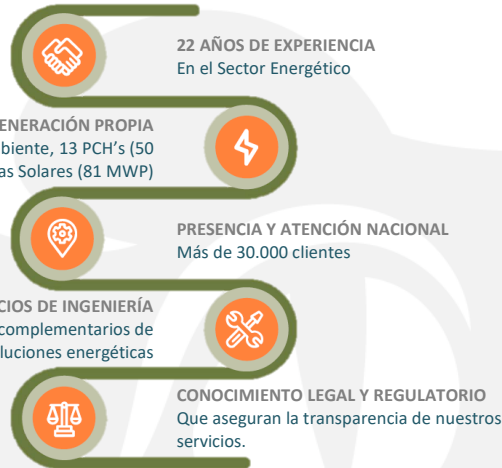 22 AÑOS DE EXPERIENCIA
En el Sector Energético
ENERACIÓN PROPIA
biente, 13 PCH’s (50
as Solares (81 MWP)
PRESENCIA Y ATENCIÓN NACIONAL
Más de 30.000 clientes
CIOS DE INGENIERÍA
complementarios de
luciones energéticas
CONOCIMIENTO LEGAL Y REGULATORIO
Que aseguran la transparencia de nuestros
servicios.